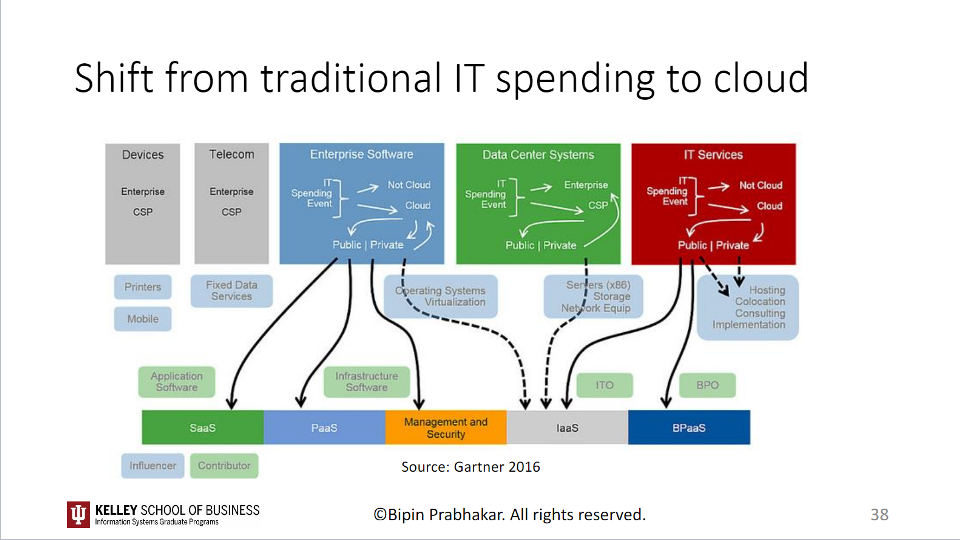 Shift from traditional IT spending to cloud
Devices
Enterprise
CSP
Telecom
Enterprise
CSP
Enterprise Software
IT
Spending
Event
Not Cloud
Cloud
Public | Private
Data Center Systems
IT
Spending
Event
Enterprise
CSP
Public | Private
IT Services
IT
Spending
Event
Not Cloud
Cloud
Public | Private
Printers
Mobile
Fixed Data
Services
Operating Systems
Virtualization
Servers (x86)
Storage
Network Equip
Hosting
Colocation
Consulting
Implementation
Application
Software
Infrastructure
Software
ITO
BPO
SaaS
PaaS
Management and
Security
IaaS
BPaaS
Influencer
Contributor
Source: Gartner 2016
KELLEY SCHOOL OF BUSINESS
Information Systems Graduate Programs
©Bipin Prabhakar. All rights reserved.
38